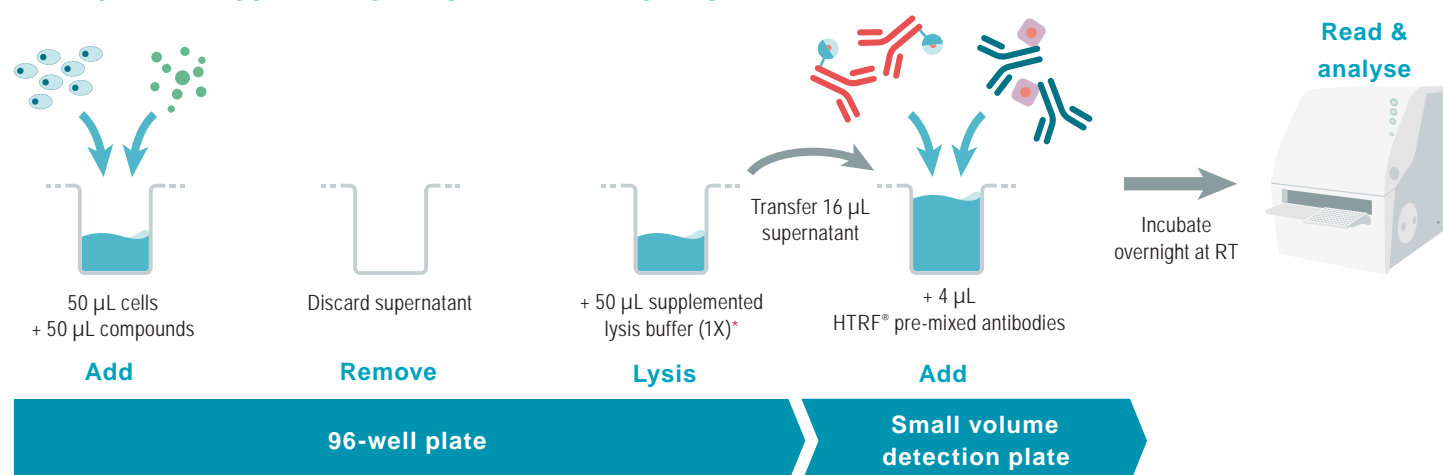 50 µL cells
+ 50 µL compounds
Add
Discard supernatant
Remove
+ 50 µL supplemented
lysis buffer (1X)*
Lysis
Transfer 16 µL
supernatant
+ 4 µL
HTRF® pre-mixed antibodies
Add
Incubate
overnight at RT
Read &
analyse
96-well plate
Small volume
detection plate